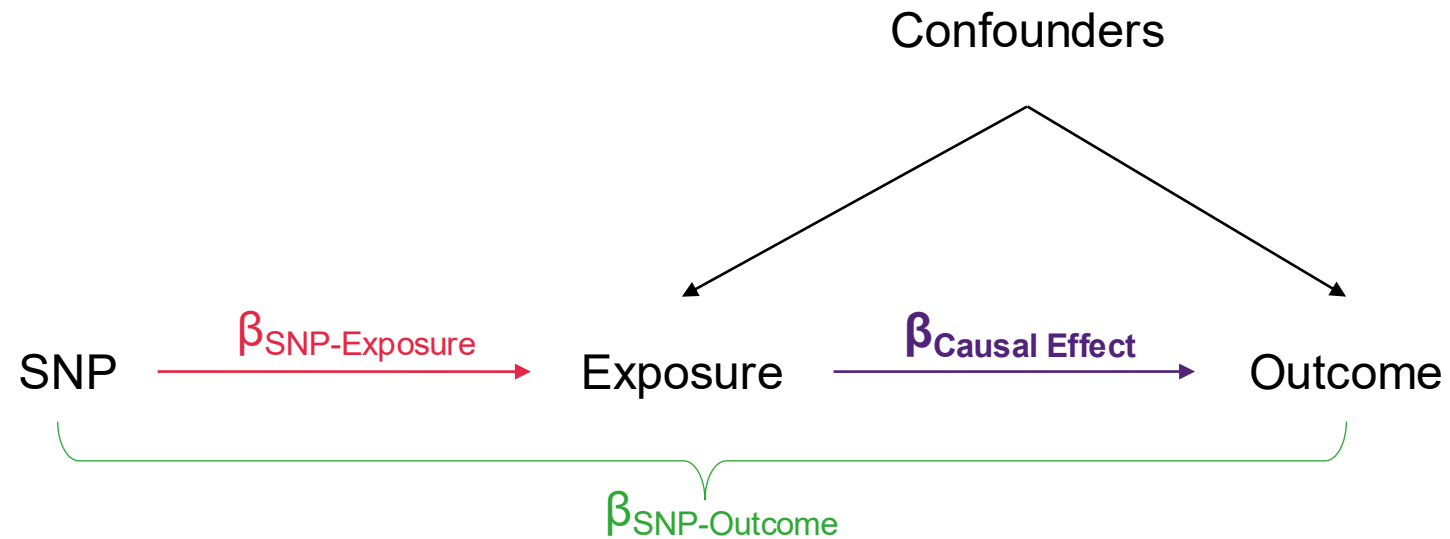 Confounders
βSNP-Exposure
βCausal Effect
SNP
Exposure
Outcome
βSNP-Outcome